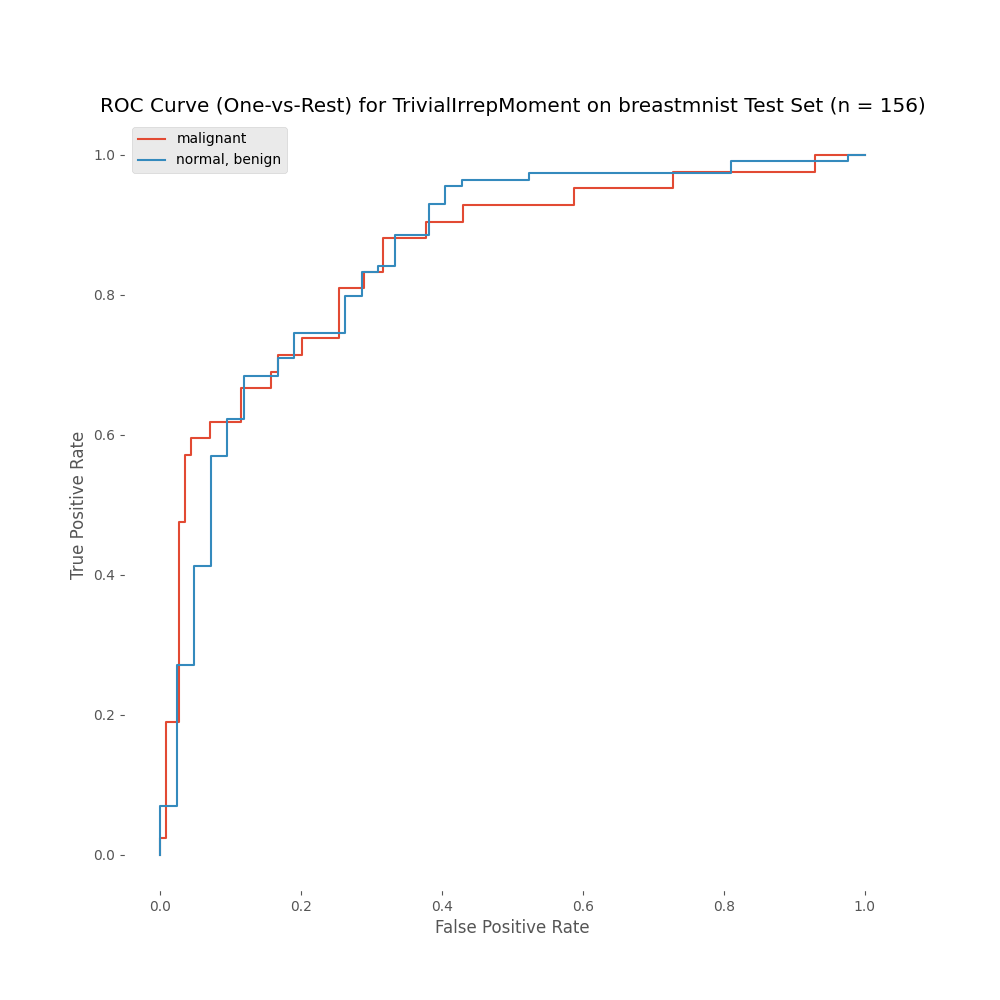 ROC Curve (One-vs-Rest) for TrivialIrrepMoment on breastmnist Test Set (n = 156)
malignant
normal, benign
1.0
0.8
0.6
0.4
0.2
0.0
True Positive Rate
0.0 0.2 0.4 0.6 0.8 1.0
False Positive Rate